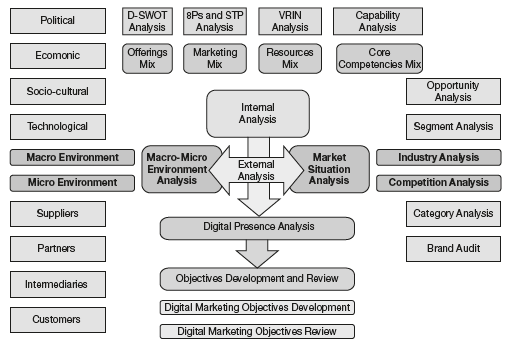 Political
D-SWOT
Analysis
8Ps and STP
Analysis
VRIN
Analysis
Capability
Analysis
Ecomonic
Offerings
Mix
Marketing
Mix
Resources
Mix
Core
Competencies Mix
Socio-cultural
Internal
Analysis
Opportunity
Analysis
Technological
Segment Analysis
Macro Environment
Macro-Micro
Environment
Analysis
External
Analysis
Market
Situation
Analysis
Industry Analysis
Micro Environment
Competition Analysis
Suppliers
Digital Presence Analysis
Category Analysis
Partners
Brand Audit
Intermediaries
Objectives Development and Review
Customers
Digital Marketing Objectives Development
Digital Marketing Objectives Review